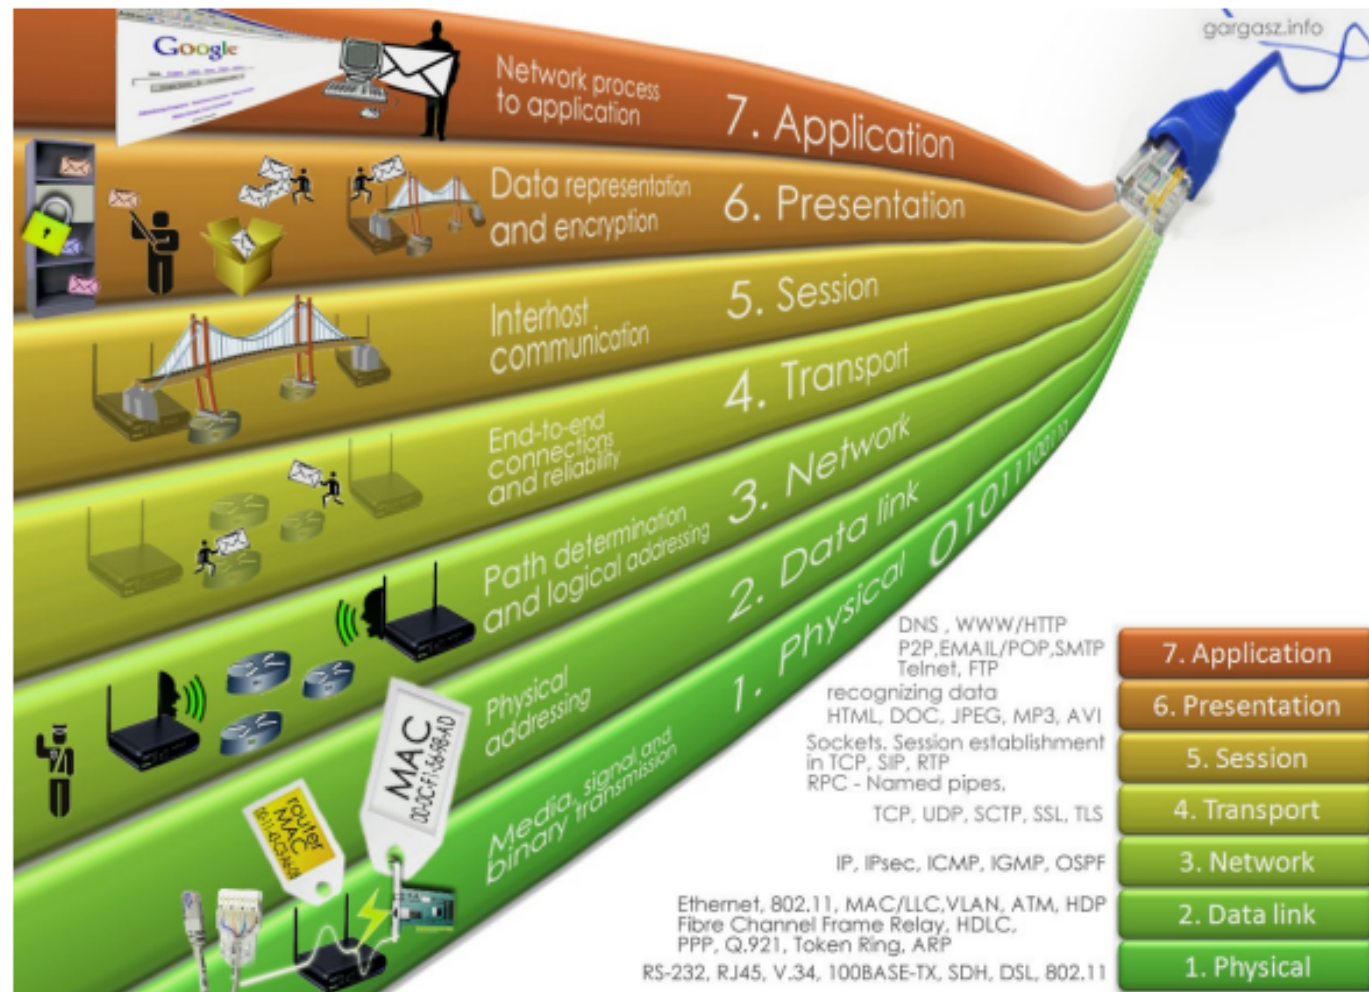 gargasz.info
Google
Network process
to application
7. Application
Data representation
and encryption
6. Presentation
Interhost
communication
5. Session
End-to-end
connections
and reliability
4. Transport
Path determination
and logical addressing
3. Network
Physical
addressing
2. Data link
Media, signal and
binary transmission
1. Physical
MAC
router
MAC
DNS , WWW/HTTP
P2P,EMAIL/POP,SMTP
Telnet, FTP
7. Application
recognizing data
HTML, DOC, JPEG, MP3, AVI
6. Presentation
Sockets. Session establishment
in TCP, SIP, RTP
RPC - Named pipes,
5. Session
TCP, UDP, SCTP, SSL, TLS
4. Transport
IP, IPsec, ICMP, IGMP, OSPF
3. Network
Ethernet, 802.11, MAC/LLC,VLAN, ATM, HDP
Fibre Channel Frame Relay, HDLC,
PPP, Q.921, Token Ring, ARP
2. Data link
RS-232, RJ45, V.34, 100BASE-TX, SDH, DSL, 802.11
1. Physical